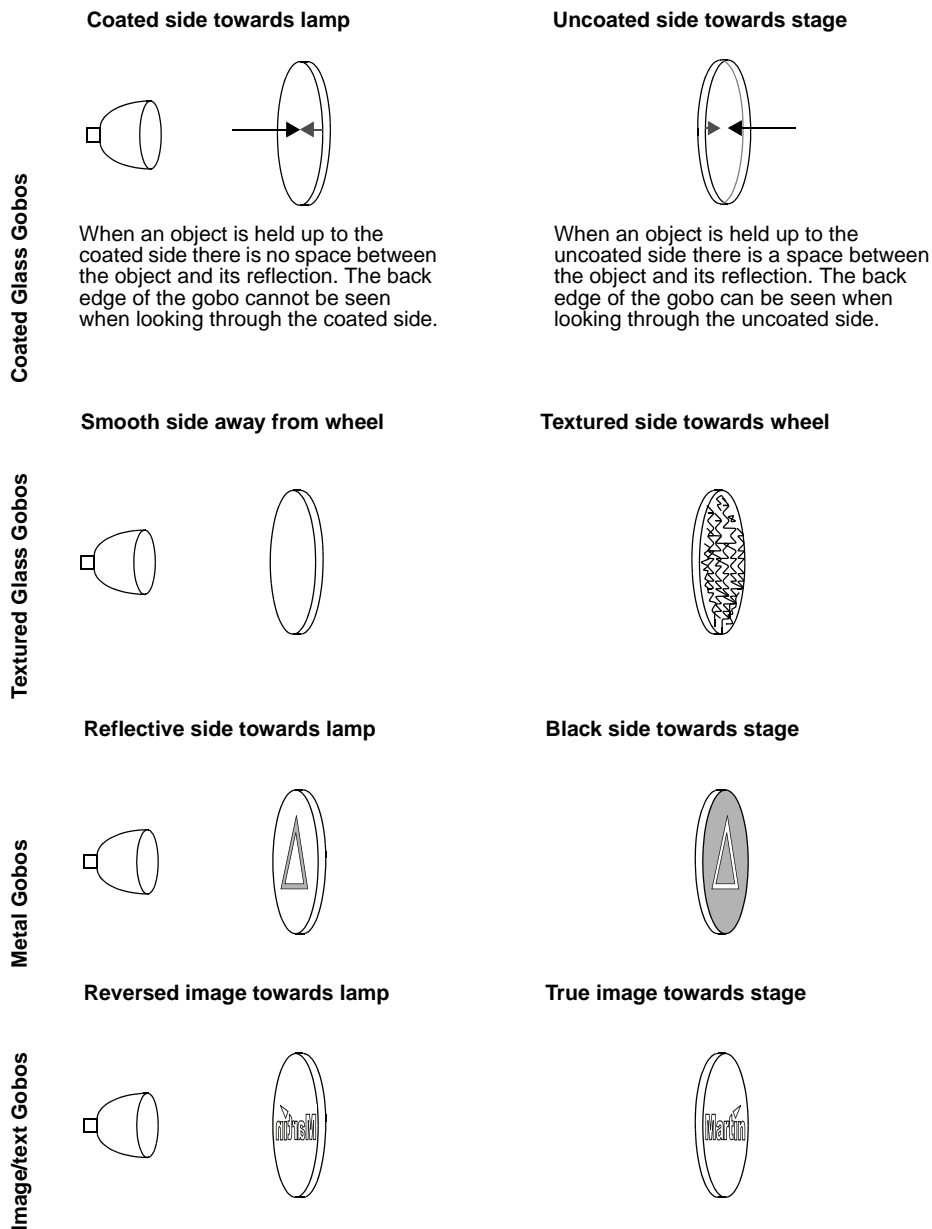 Coated Glass Gobos
Coated side towards lamp
When an object is held up to the
coated side there is no space between
the object and its reflection. The back
edge of the gobo cannot be seen
when looking through the coated side.
Uncoated side towards stage
When an object is held up to the
uncoated side there is a space between
the object and its reflection. The back
edge of the gobo can be seen when
looking through the uncoated side.
Textured Glass Gobos
Smooth side away from wheel
Textured side towards wheel
Metal Gobos
Reflective side towards lamp
Black side towards stage
Image/text Gobos
Reversed image towards lamp
Martin
True image towards stage
Martin